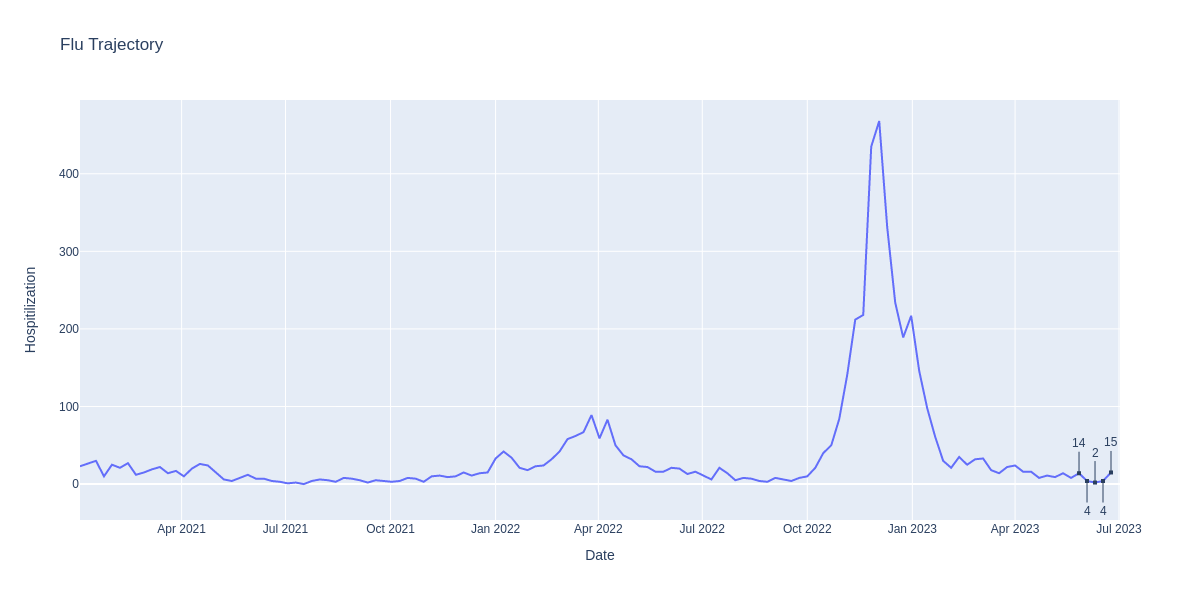 Flu Trajectory
Hospitilization
400
300
200
100
0
14
2
15
4
4
Apr 2021
Jul 2021
Oct 2021
Jan 2022
Apr 2022
Jul 2022
Oct 2022
Jan 2023
Apr 2023
Jul 2023
Date